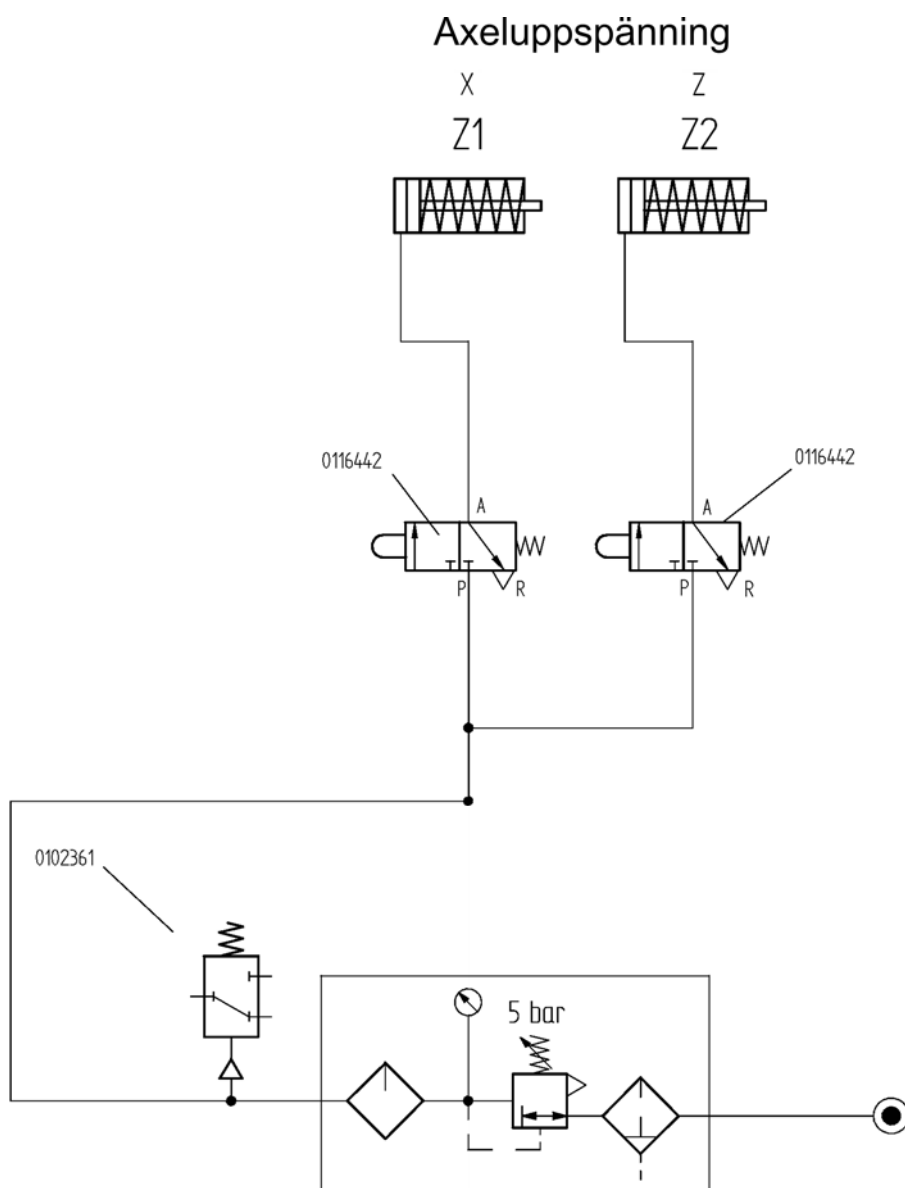 Axeluppspänning
X Z
Z1 Z2
0116442 0116442
A A
P R P R
0102361
5 bar